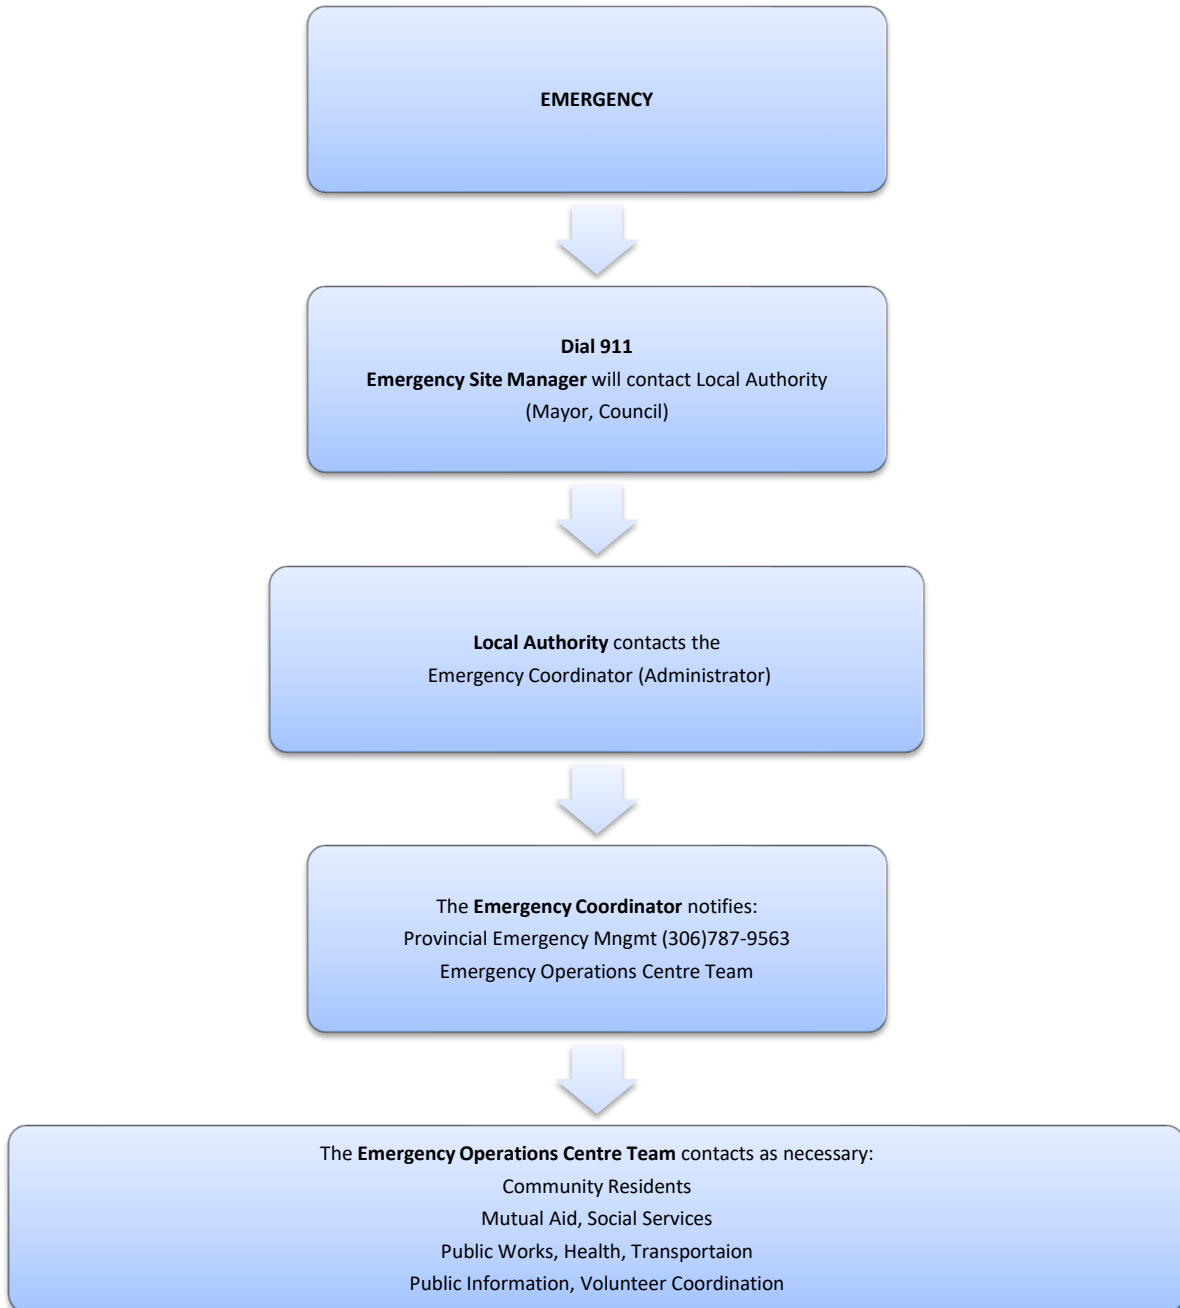 EMERGENCY
Dial 911
Emergency Site Manager will contact Local Authority
(Mayor, Council)
Local Authority contacts the
Emergency Coordinator (Administrator)
The Emergency Coordinator notifies:
Provincial Emergency Mngmt (306)787-9563
Emergency Operations Centre Team
The Emergency Operations Centre Team contacts as necessary:
Community Residents
Mutual Aid, Social Services
Public Works, Health, Transportaion
Public Information, Volunteer Coordination